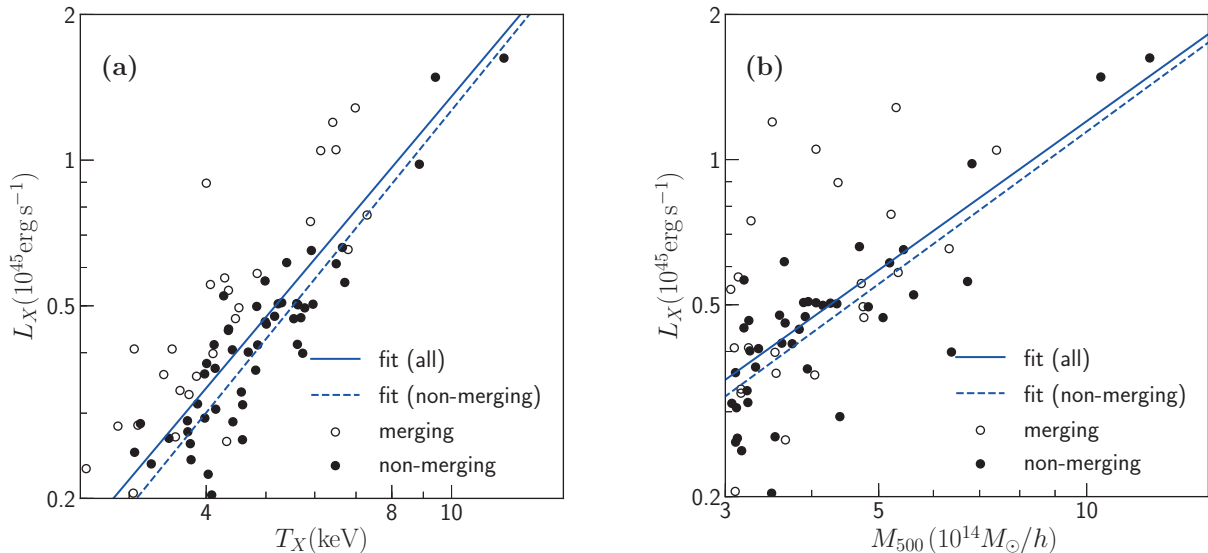 (a)
2
1
0.5
0.2
L_X(10^{45}erg s^{-1})
fit (all)
fit (non-merging)
merging
non-merging
4 8 10
T_X(keV)
(b)
2
1
0.5
0.2
L_X(10^{45}erg s^{-1})
fit (all)
fit (non-merging)
merging
non-merging
3 5 10
M_{500} (10^{14}M_⊙/h)